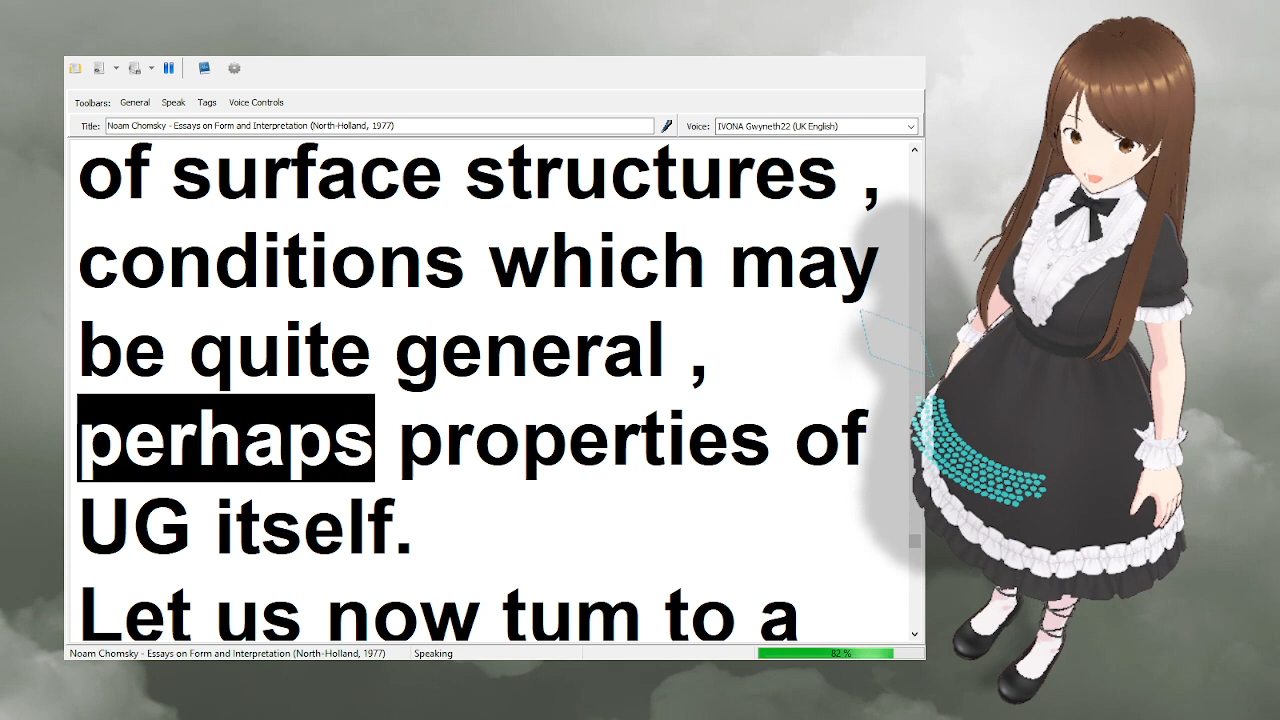 Toolbars: General Speak Tags Voice Controls
Title: Noam Chomsky - Essays on Form and Interpretation (North-Holland, 1977) Voice: IVONA Gwyneth22 (UK English)
of surface structures ,
conditions which may
be quite general ,
perhaps properties of
UG itself.
Let us now tum to a
Noam Chomsky - Essays on Form and Interpretation (North-Holland, 1977) Speaking 82 %